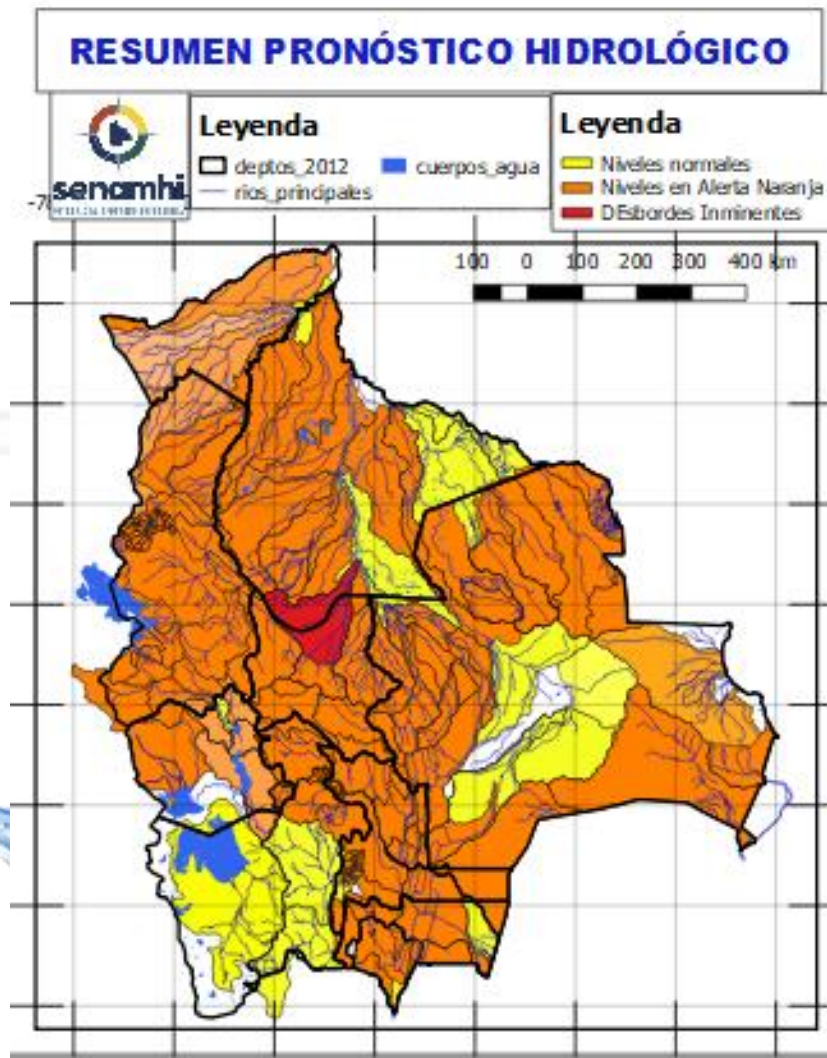 RESUMEN PRONÓSTICO HIDROLÓGICO
senamhi
Leyenda
deptos_2012
cuerpos_agua
rios_principales
Leyenda
Niveles normales
Niveles en Alerta Naranja
DEsbordes Inminentes
-70
100 0 100 200 300 400 km